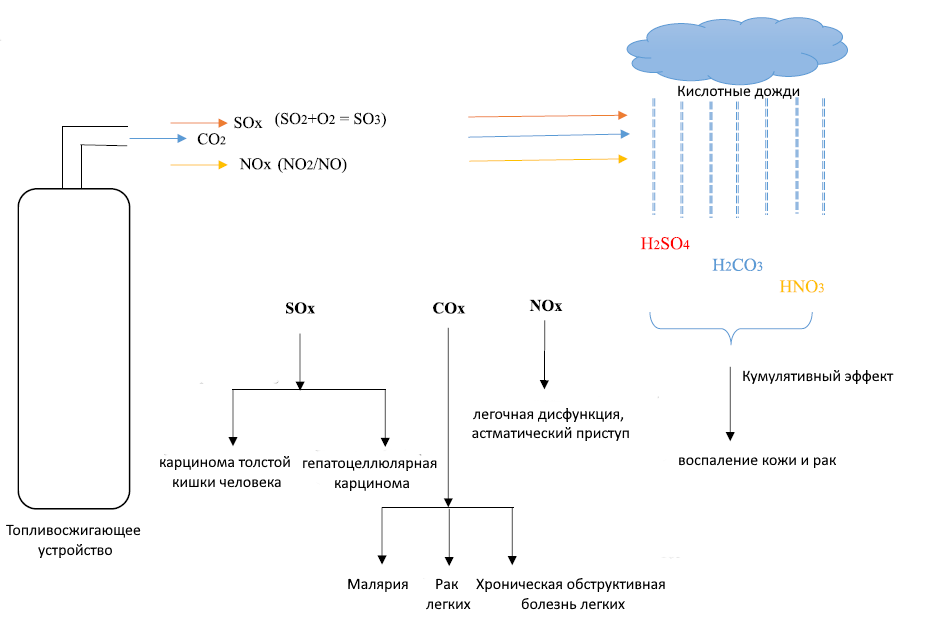 Кислотные дожди
SOx (SO2+O2 = SO3)
CO2
NOx (NO2/NO)
H2SO4
H2CO3
HNO3
SOx
COx
NOx
Кумулятивный эффект
легочная дисфункция,
астматический приступ
карцинома толстой
кишки человека
гепатоцеллюлярная
карцинома
воспаление кожи и рак
Топливосжигающее
устройство
Малярия
Рак
легких
Хроническая обструктивная
болезнь легких